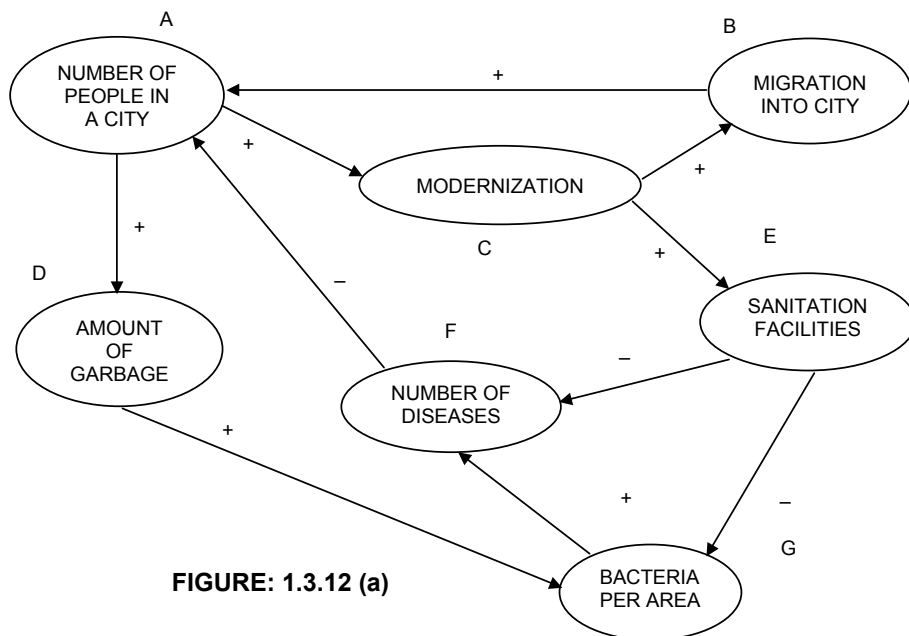 A
NUMBER OF
PEOPLE IN
A CITY
B
MIGRATION
INTO CITY
+
+
MODERNIZATION
C
+
+
E
SANITATION
FACILITIES
+
D
AMOUNT
OF
GARBAGE
–
F
NUMBER OF
DISEASES
–
+
+
–
G
BACTERIA
PER AREA
FIGURE: 1.3.12 (a)